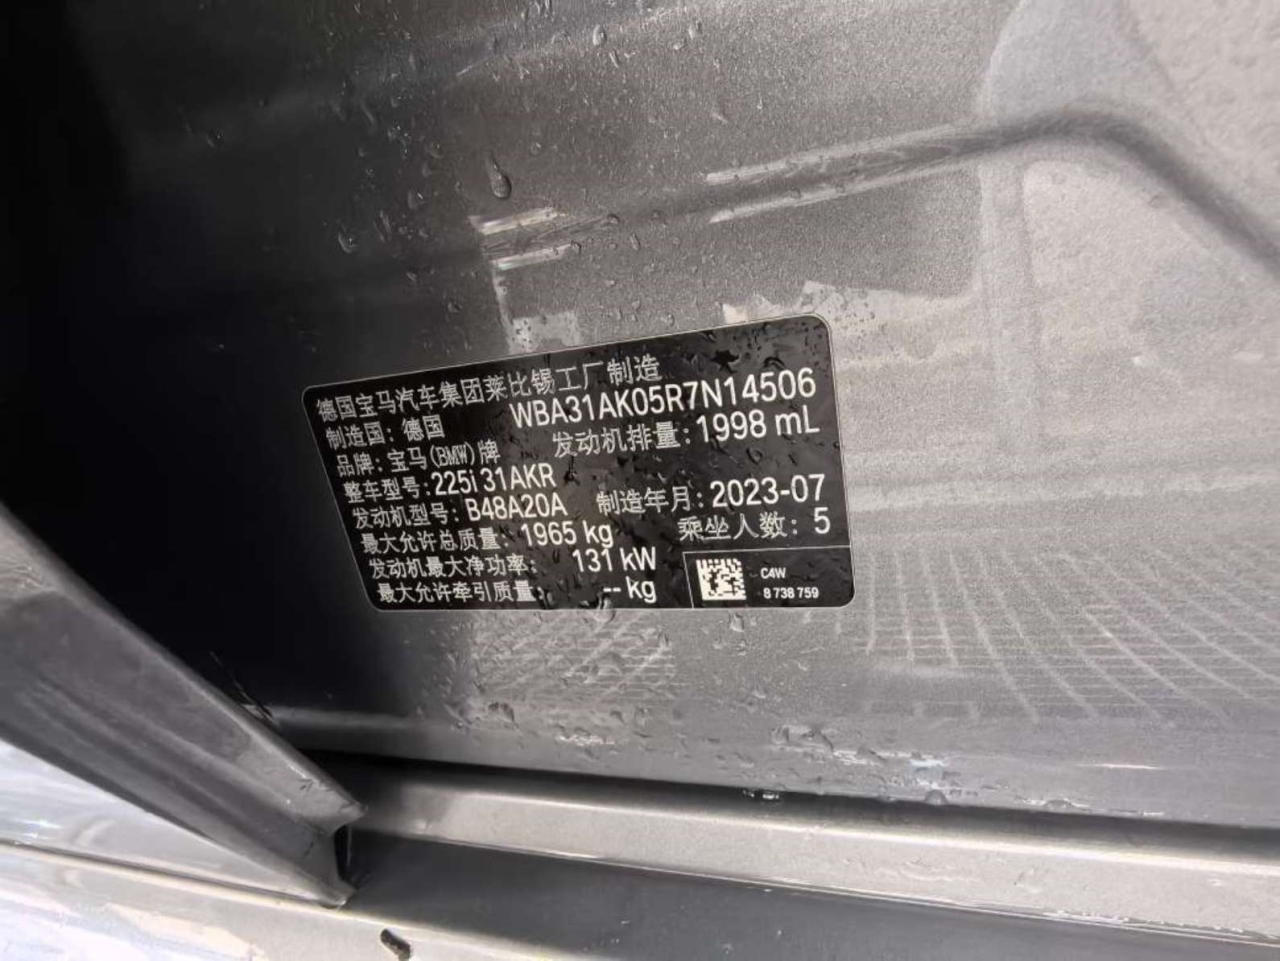 德国宝马汽车集团莱比锡工厂制造
制造国：德国 WBA31AK05R7N14506
品牌：宝马(BMW)牌 发动机排量：1998 mL
整车型号：225i 31AKR
发动机型号：B48A20A 制造年月：2023-07
最大允许总质量：1965 kg 乘坐人数：5
发动机最大净功率： 131 kW
最大允许牵引质量： -- kg
C4W
8 738 759